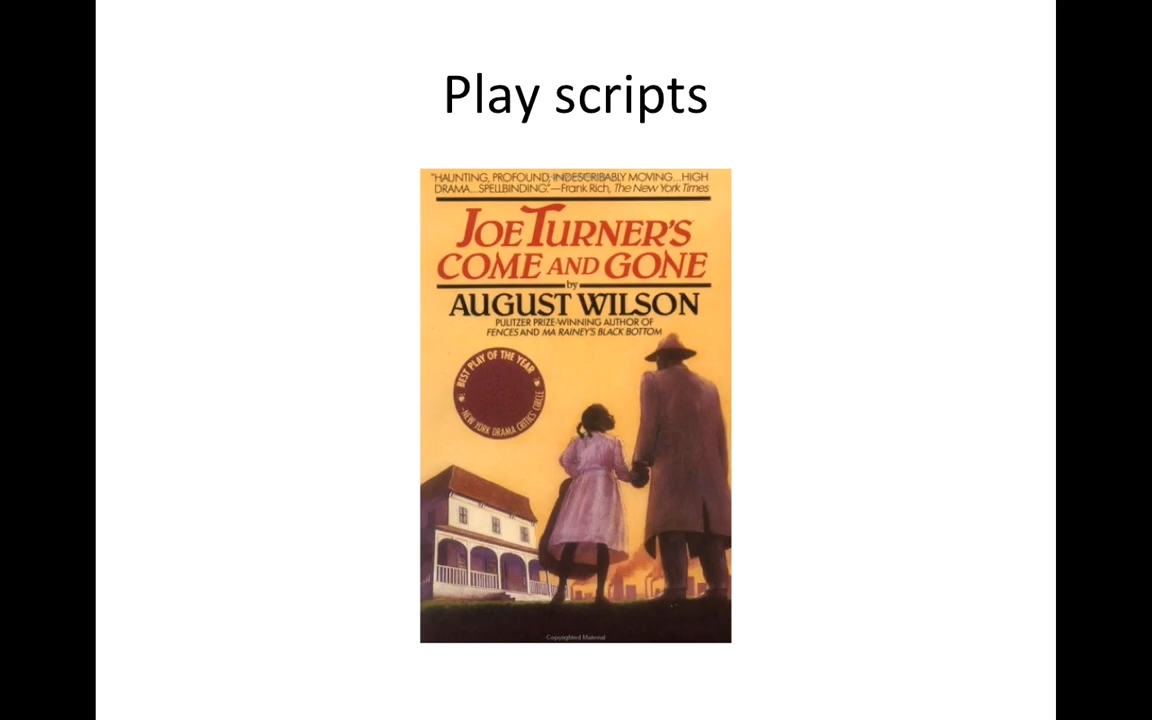 Play scripts
"HAUNTING, PROFOUND, INDESCRIBABLY MOVING...HIGH
DRAMA...SPELLBINDING."—Frank Rich, The New York Times
JOE TURNER'S
COME AND GONE
by
AUGUST WILSON
PULITZER PRIZE-WINNING AUTHOR OF
FENCES AND MA RAINEY'S BLACK BOTTOM
BEST PLAY OF THE YEAR
NEW YORK DRAMA CRITICS' CIRCLE
Copyrighted Material